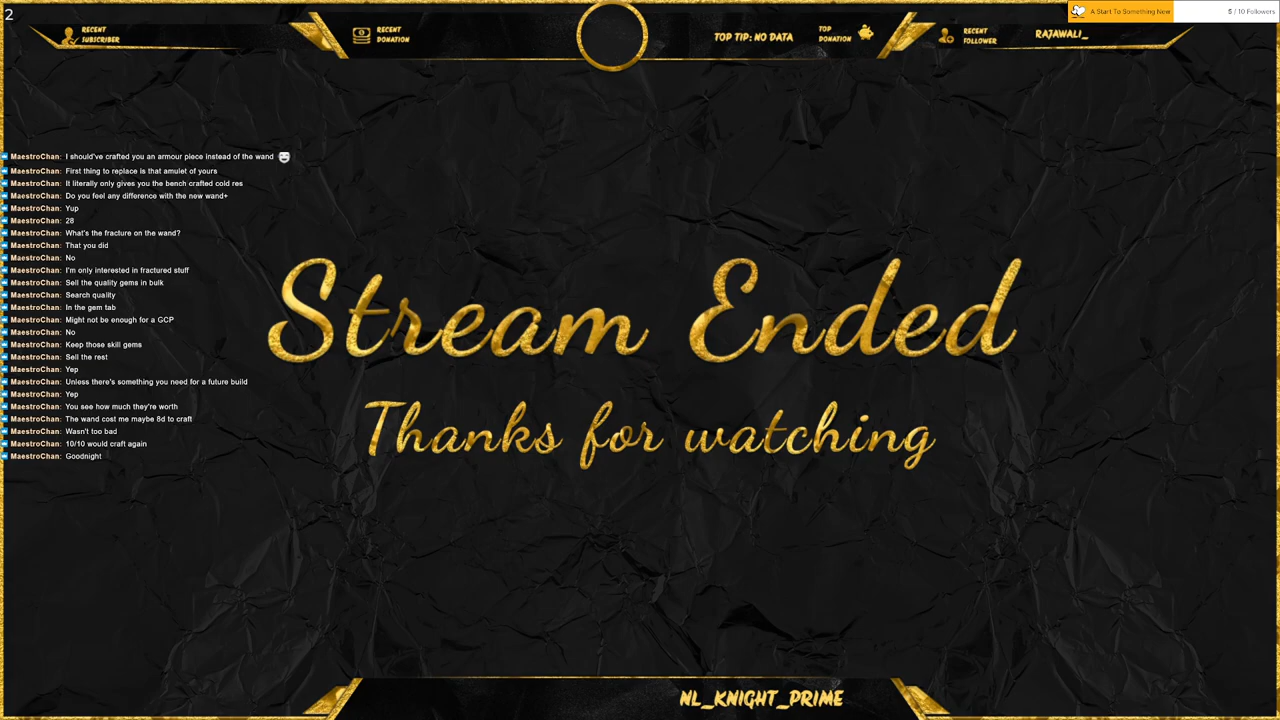 2
RECENT SUBSCRIBER
RECENT DONATION
TOP TIP: NO DATA
TOP DONATION
RECENT FOLLOWER
RAJAWALI_
A Start To Something New
5 / 10 Followers
MaestroChan: I should've crafted you an armour piece instead of the wand
MaestroChan: First thing to replace is that amulet of yours
MaestroChan: It literally only gives you the bench crafted cold res
MaestroChan: Do you feel any difference with the new wand+
MaestroChan: Yup
MaestroChan: 28
MaestroChan: What's the fracture on the wand?
MaestroChan: That you did
MaestroChan: No
MaestroChan: I'm only interested in fractured stuff
MaestroChan: Sell the quality gems in bulk
MaestroChan: Search quality
MaestroChan: In the gem tab
MaestroChan: Might not be enough for a GCP
MaestroChan: No
MaestroChan: Keep those skill gems
MaestroChan: Sell the rest
MaestroChan: Yep
MaestroChan: Unless there's something you need for a future build
MaestroChan: Yep
MaestroChan: You see how much they're worth
MaestroChan: The wand cost me maybe 8d to craft
MaestroChan: Wasn't too bad
MaestroChan: 10/10 would craft again
MaestroChan: Goodnight
Stream Ended
Thanks for watching
NL_KNIGHT_PRIME